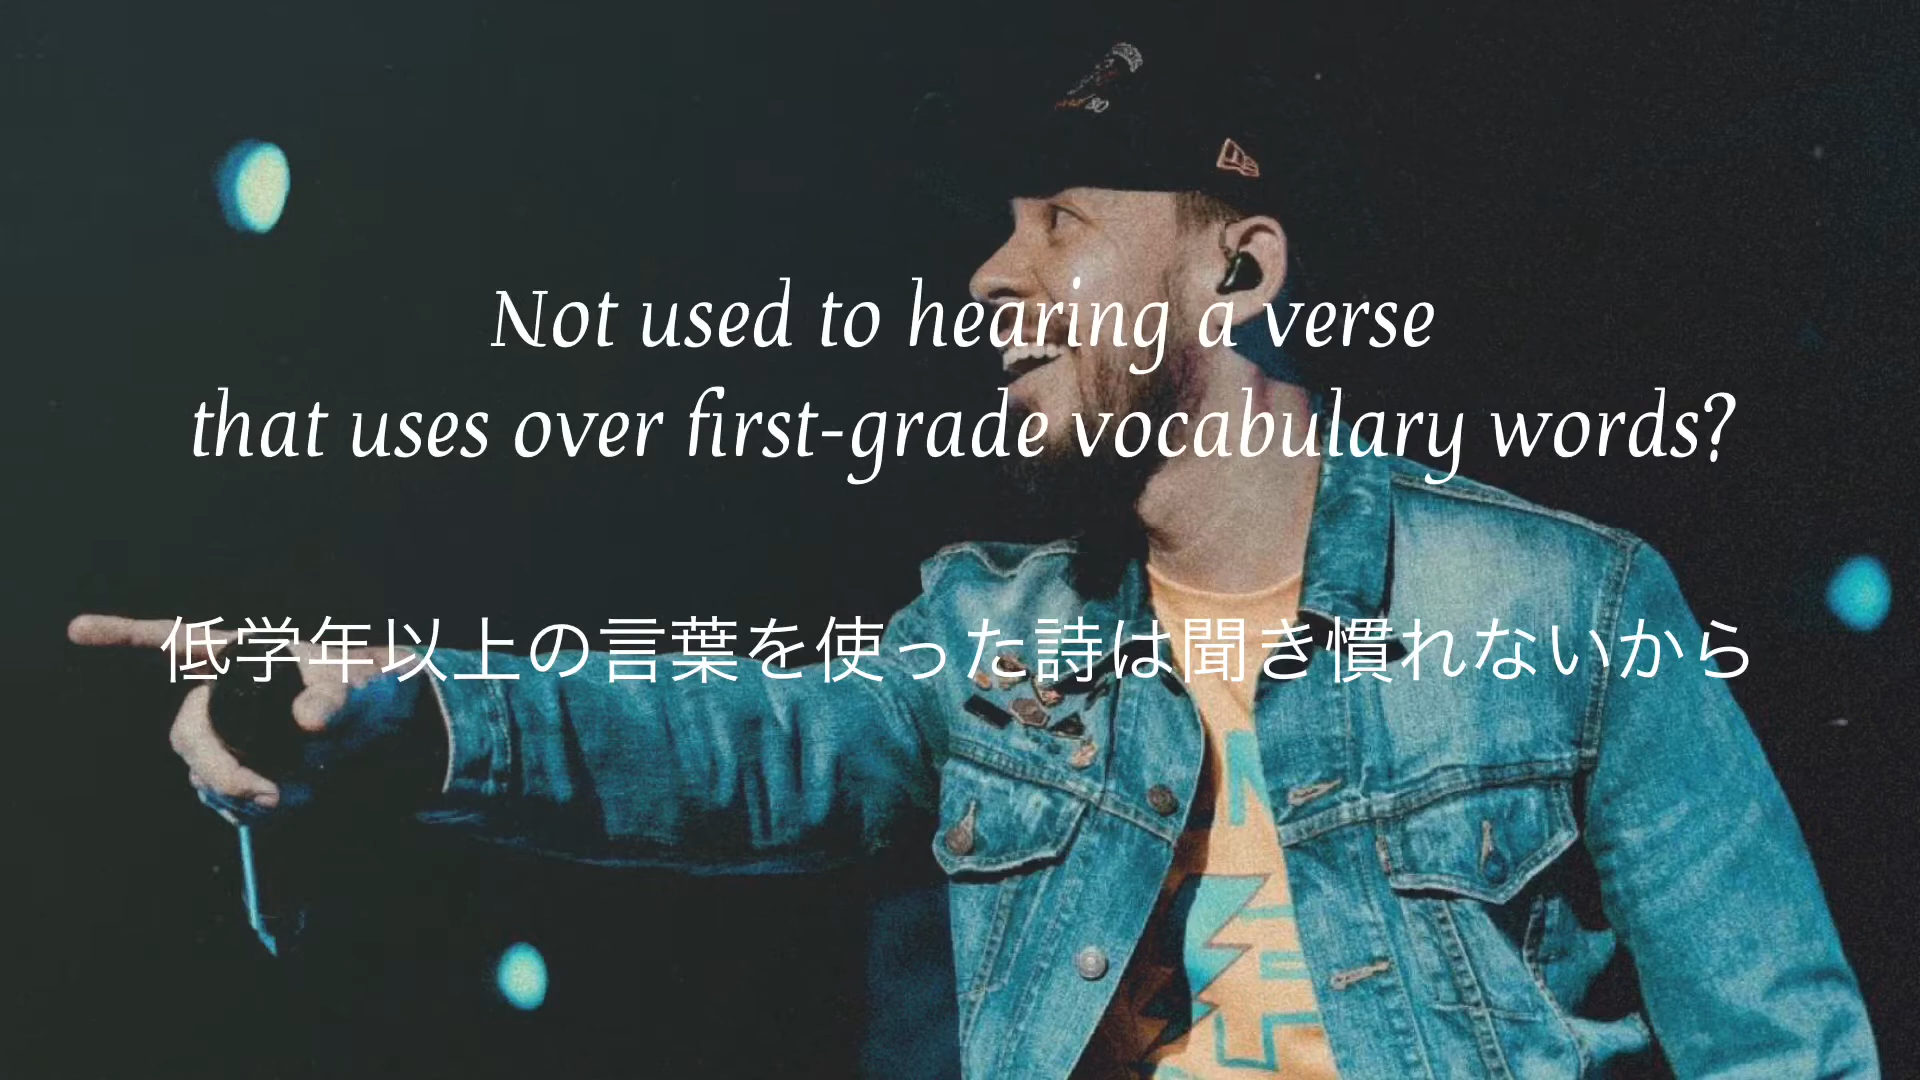 Not used to hearing a verse
that uses over first-grade vocabulary words?
低学年以上の言葉を使った詩は聞き慣れないから